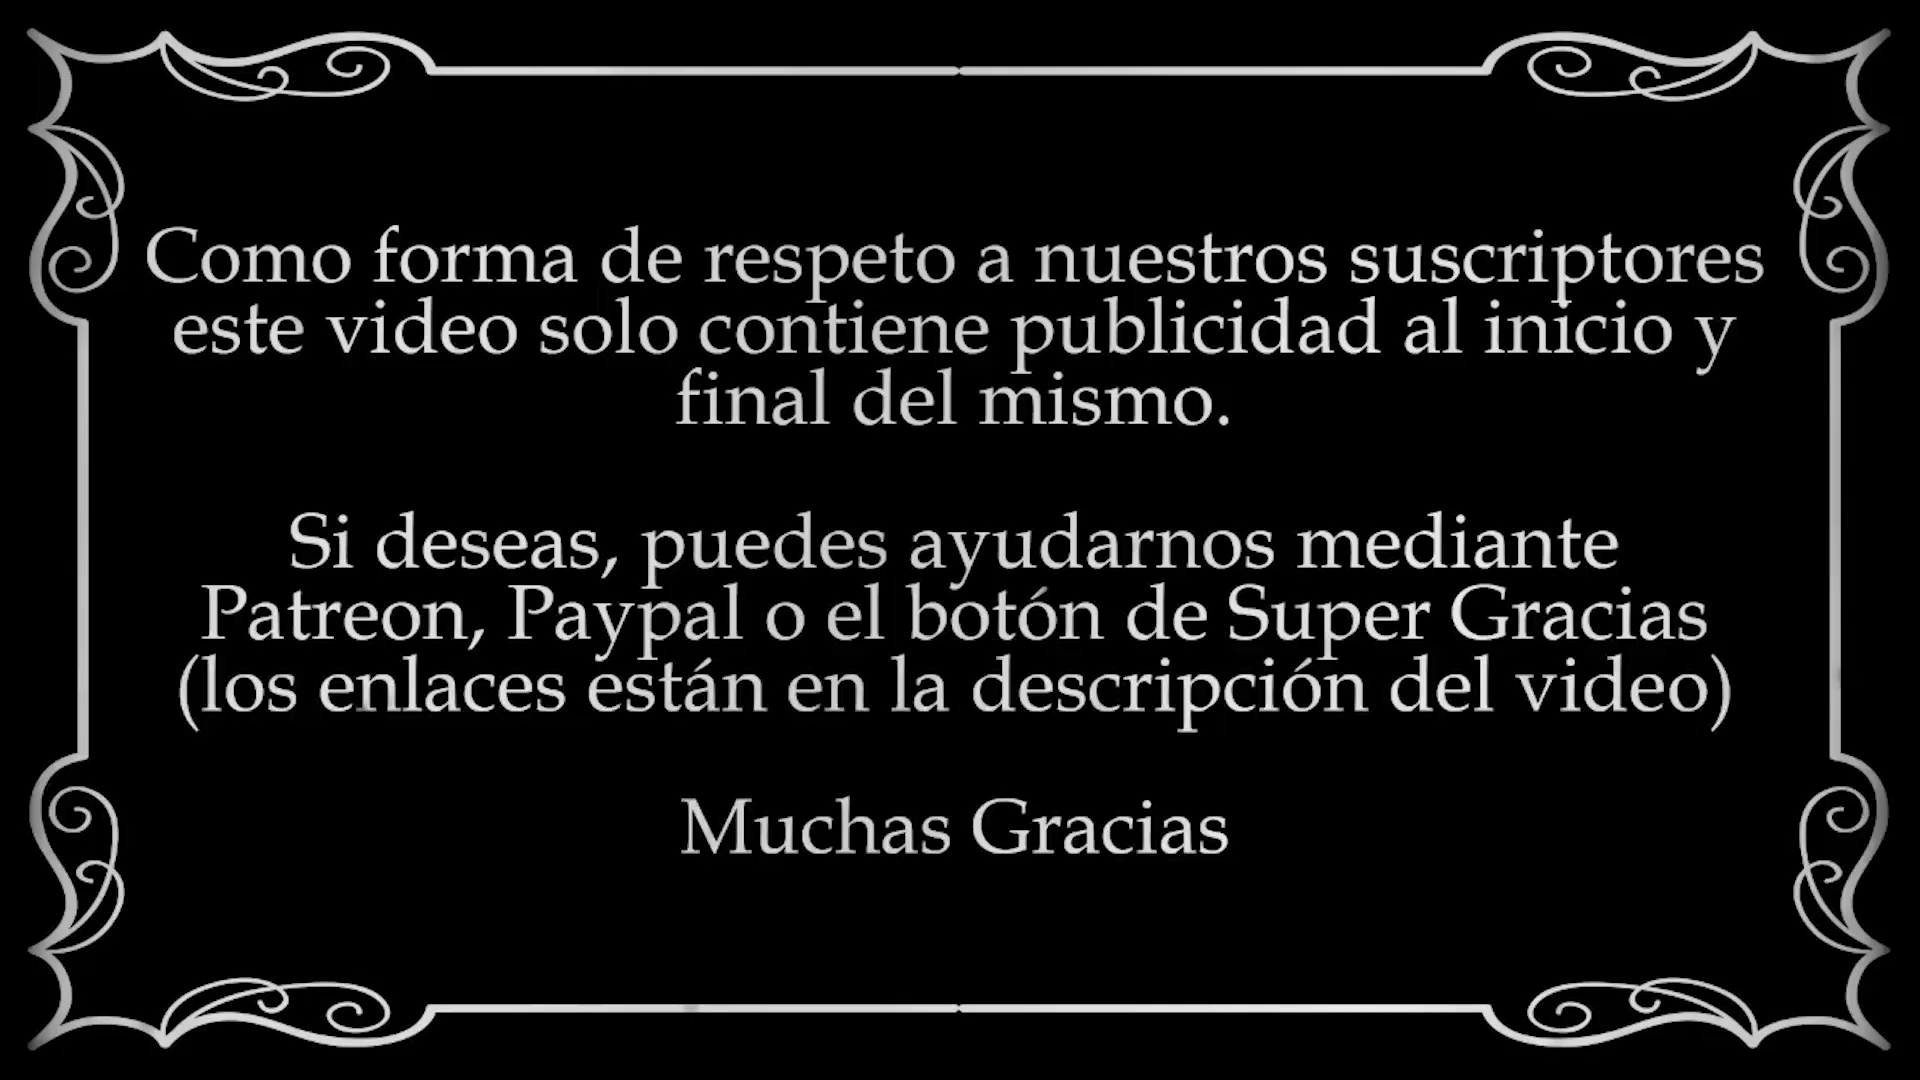 Como forma de respeto a nuestros suscriptores
este video solo contiene publicidad al inicio y
final del mismo.
Si deseas, puedes ayudarnos mediante
Patreon, Paypal o el botón de Super Gracias
(los enlaces están en la descripción del video)
Muchas Gracias